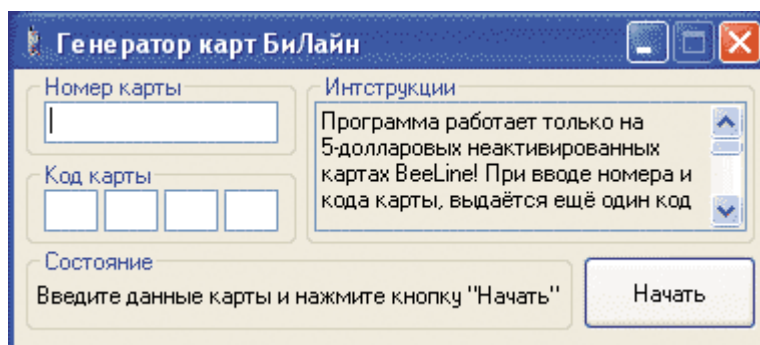 Генератор карт БиЛайн
Номер карты
Интструкции
Программа работает только на
5-долларовых неактивированных
картах BeeLine! При вводе номера и
кода карты, выдаётся ещё один код
Код карты
Состояние
Введите данные карты и нажмите кнопку "Начать"
Начать